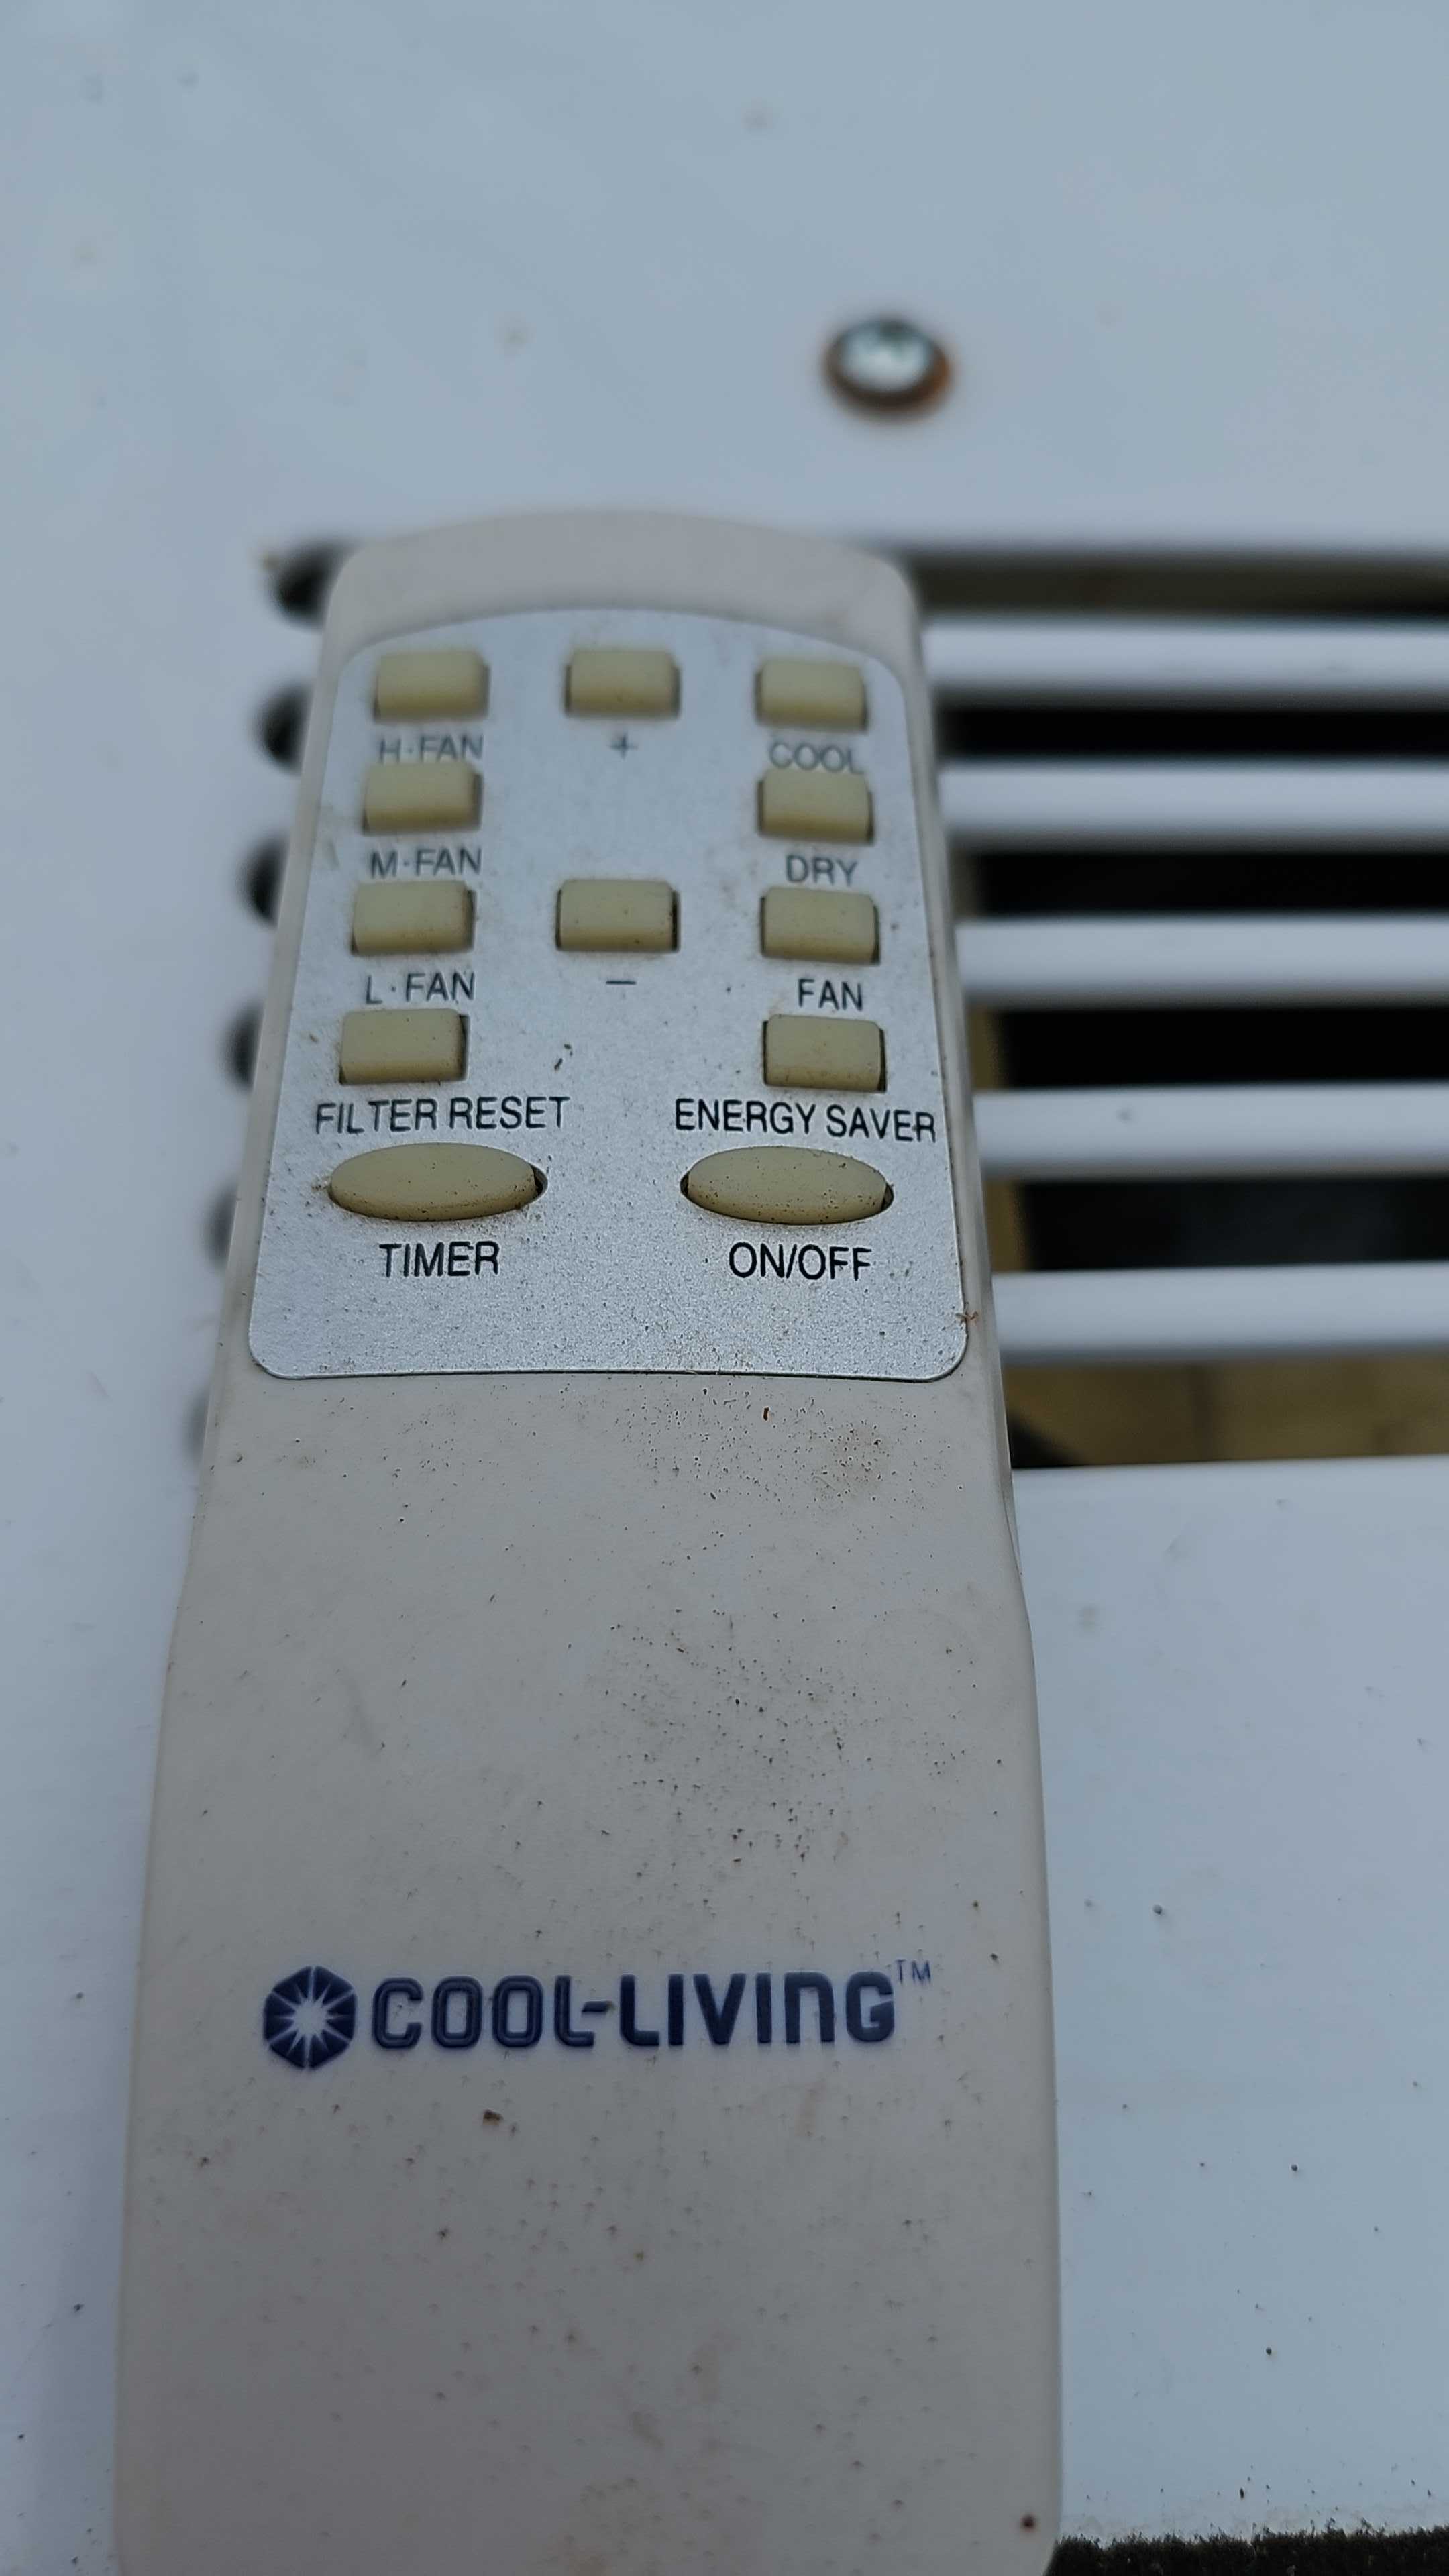 H·FAN + COOL
M·FAN DRY
L·FAN — FAN
FILTER RESET ENERGY SAVER
TIMER ON/OFF
COOL-LIVING™